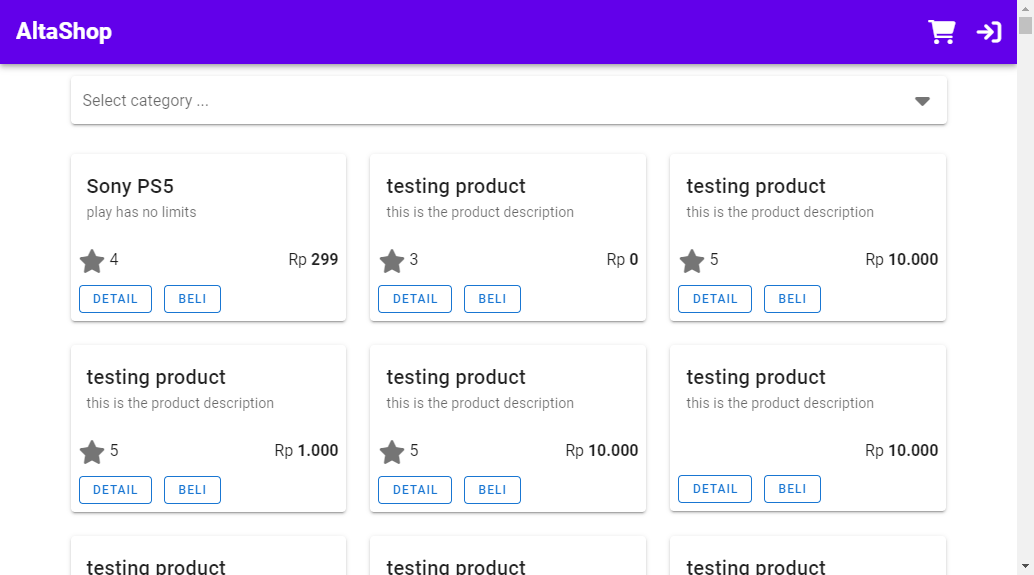 AltaShop
Select category ...
Sony PS5
play has no limits
4
Rp 299
DETAIL
BELI
testing product
this is the product description
3
Rp 0
DETAIL
BELI
testing product
this is the product description
5
Rp 10.000
DETAIL
BELI
testing product
this is the product description
5
Rp 1.000
DETAIL
BELI
testing product
this is the product description
5
Rp 10.000
DETAIL
BELI
testing product
this is the product description
Rp 10.000
DETAIL
BELI
testing product
testing product
testing product